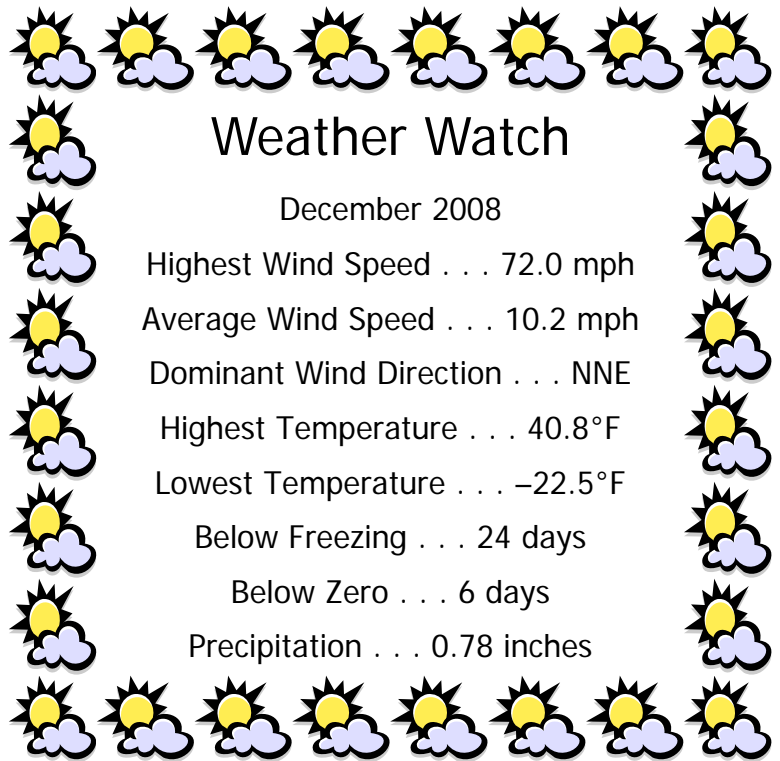 Weather Watch
December 2008
Highest Wind Speed . . . 72.0 mph
Average Wind Speed . . . 10.2 mph
Dominant Wind Direction . . . NNE
Highest Temperature . . . 40.8°F
Lowest Temperature . . . –22.5°F
Below Freezing . . . 24 days
Below Zero . . . 6 days
Precipitation . . . 0.78 inches